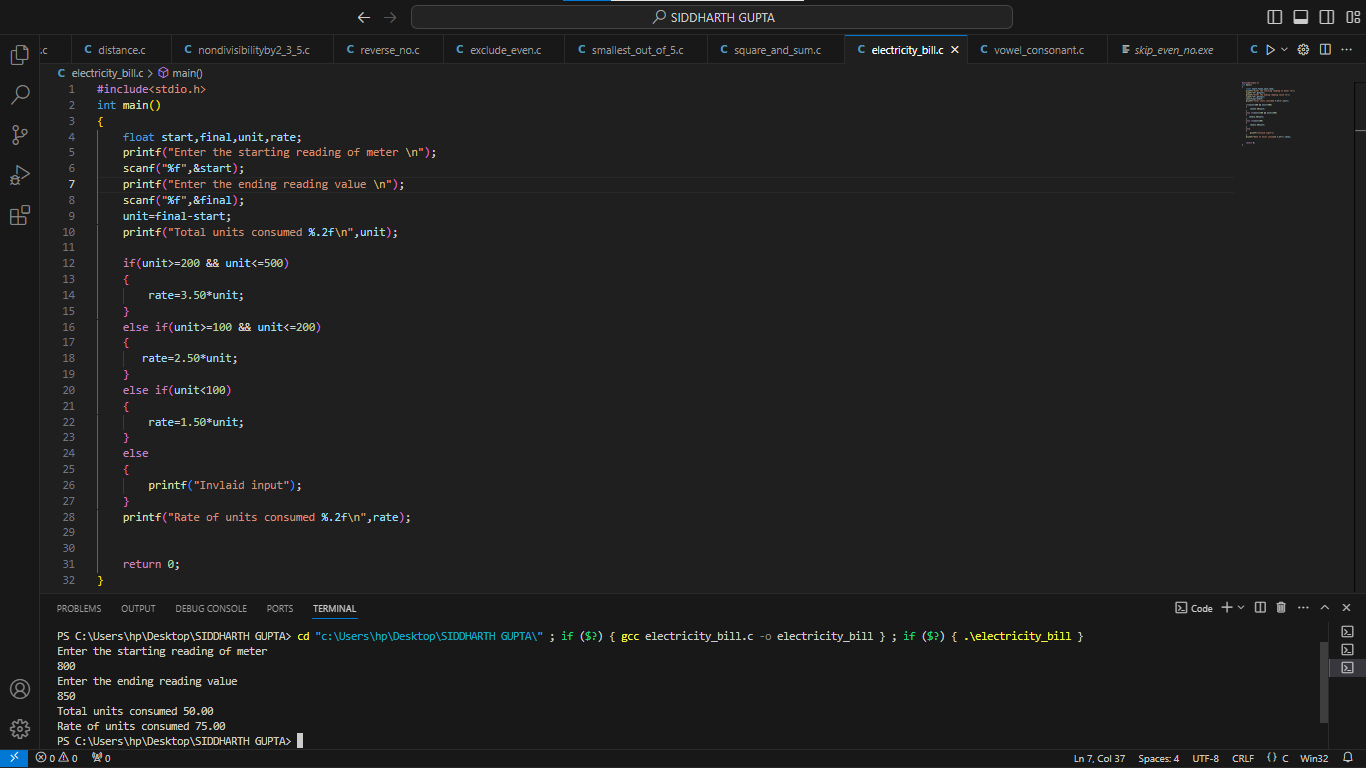 SIDDHARTH GUPTA
.c
C distance.c
C nondivisibilityby2_3_5.c
C reverse_no.c
C exclude_even.c
C smallest_out_of_5.c
C square_and_sum.c
C electricity_bill.c
C vowel_consonant.c
skip_even_no.exe
C
C electricity_bill.c > main()
1 #include<stdio.h>
2 int main()
3 {
4 float start,final,unit,rate;
5 printf("Enter the starting reading of meter \n");
6 scanf("%f",&start);
7 printf("Enter the ending reading value \n");
8 scanf("%f",&final);
9 unit=final-start;
10 printf("Total units consumed %.2f\n",unit);
11
12 if(unit>=200 && unit<=500)
13 {
14 rate=3.50*unit;
15 }
16 else if(unit>=100 && unit<=200)
17 {
18 rate=2.50*unit;
19 }
20 else if(unit<100)
21 {
22 rate=1.50*unit;
23 }
24 else
25 {
26 printf("Invlaid input");
27 }
28 printf("Rate of units consumed %.2f\n",rate);
29
30
31 return 0;
32 }
PROBLEMS OUTPUT DEBUG CONSOLE PORTS TERMINAL
Code
PS C:\Users\hp\Desktop\SIDDHARTH GUPTA> cd "c:\Users\hp\Desktop\SIDDHARTH GUPTA\" ; if ($?) { gcc electricity_bill.c -o electricity_bill } ; if ($?) { .\electricity_bill }
Enter the starting reading of meter
800
Enter the ending reading value
850
Total units consumed 50.00
Rate of units consumed 75.00
PS C:\Users\hp\Desktop\SIDDHARTH GUPTA>
0 0 0
Ln 7, Col 37 Spaces: 4 UTF-8 CRLF {} C Win32